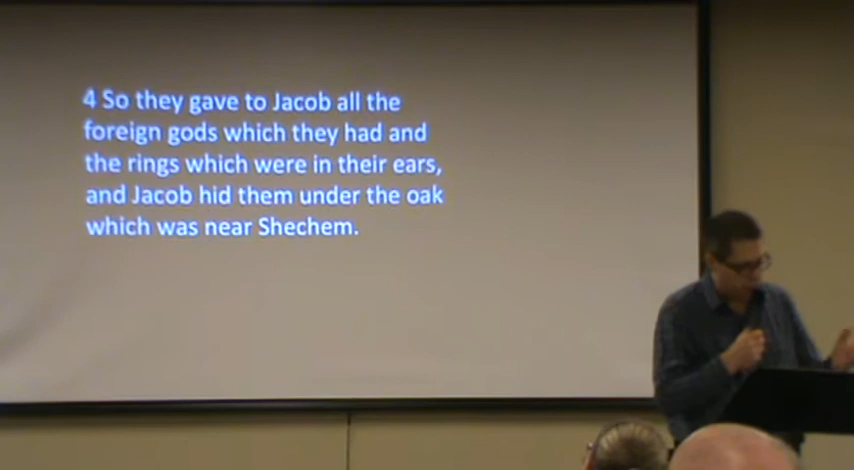 4 So they gave to Jacob all the
foreign gods which they had and
the rings which were in their ears,
and Jacob hid them under the oak
which was near Shechem.